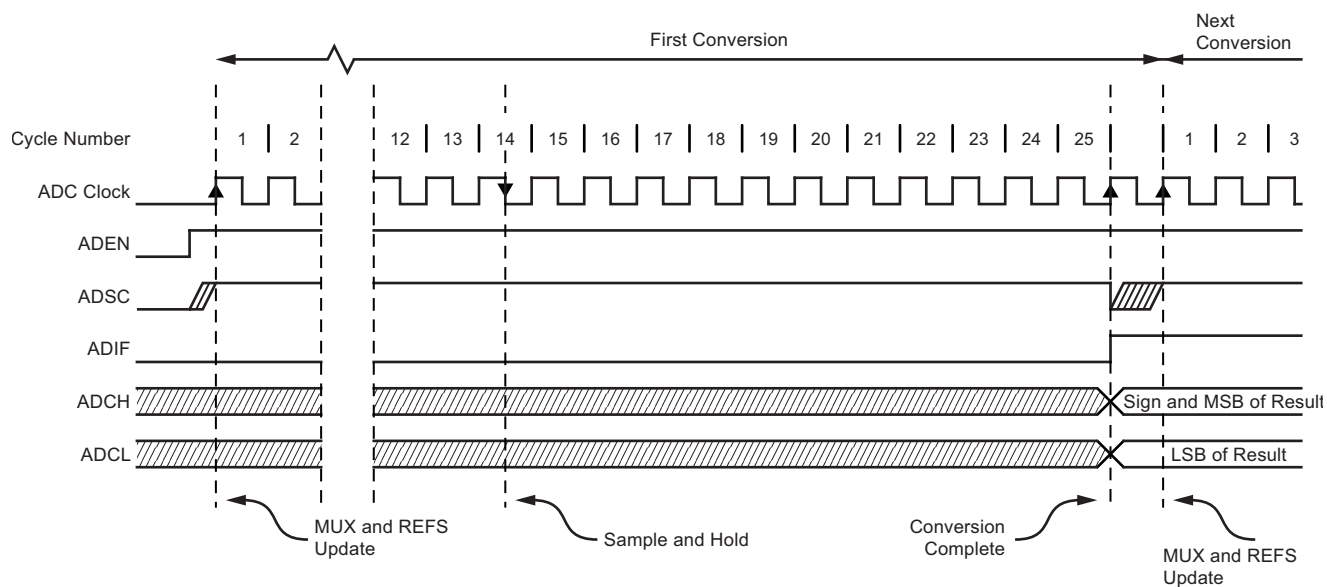 Next
Conversion
First Conversion
Cycle Number 1 2 12 13 14 15 16 17 18 19 20 21 22 23 24 25 1 2 3
ADC Clock
ADEN
ADSC
ADIF
ADCH Sign and MSB of Result
ADCL LSB of Result
MUX and REFS
Update
Sample and Hold
Conversion
Complete
MUX and REFS
Update